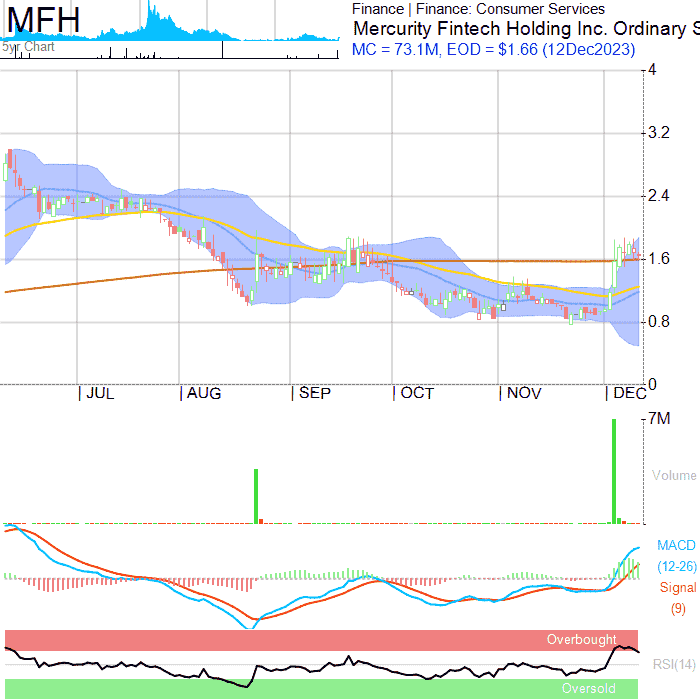 MFH
5yr Chart
Finance | Finance: Consumer Services
Mercurity Fintech Holding Inc. Ordinary S
MC = 73.1M, EOD = $1.66 (12Dec2023)
4
3.2
2.4
1.6
0.8
0
JUL
AUG
SEP
OCT
NOV
DEC
7M
Volume
MACD
(12-26)
Signal
(9)
Overbought
RSI(14)
Oversold